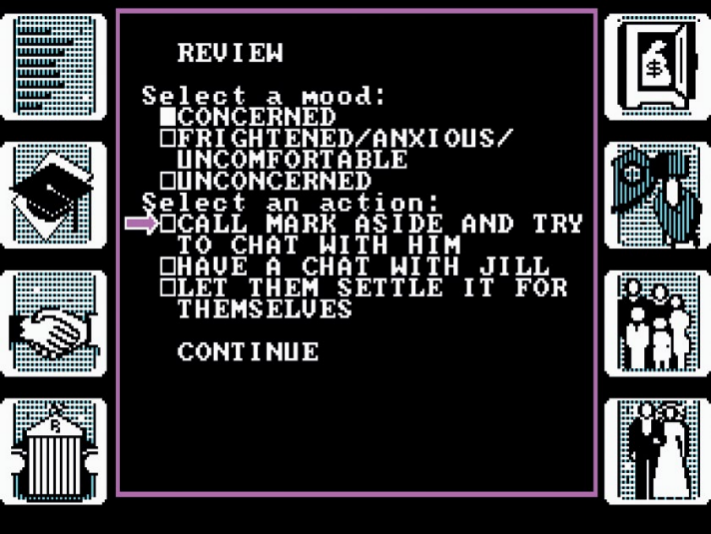 REVIEW
Select a mood:
CONCERNED
FRIGHTENED/ANXIOUS/
UNCOMFORTABLE
UNCONCERNED
Select an action:
CALL MARK ASIDE AND TRY
TO CHAT WITH HIM
HAVE A CHAT WITH JILL
LET THEM SETTLE IT FOR
THEMSELVES
CONTINUE
$
R